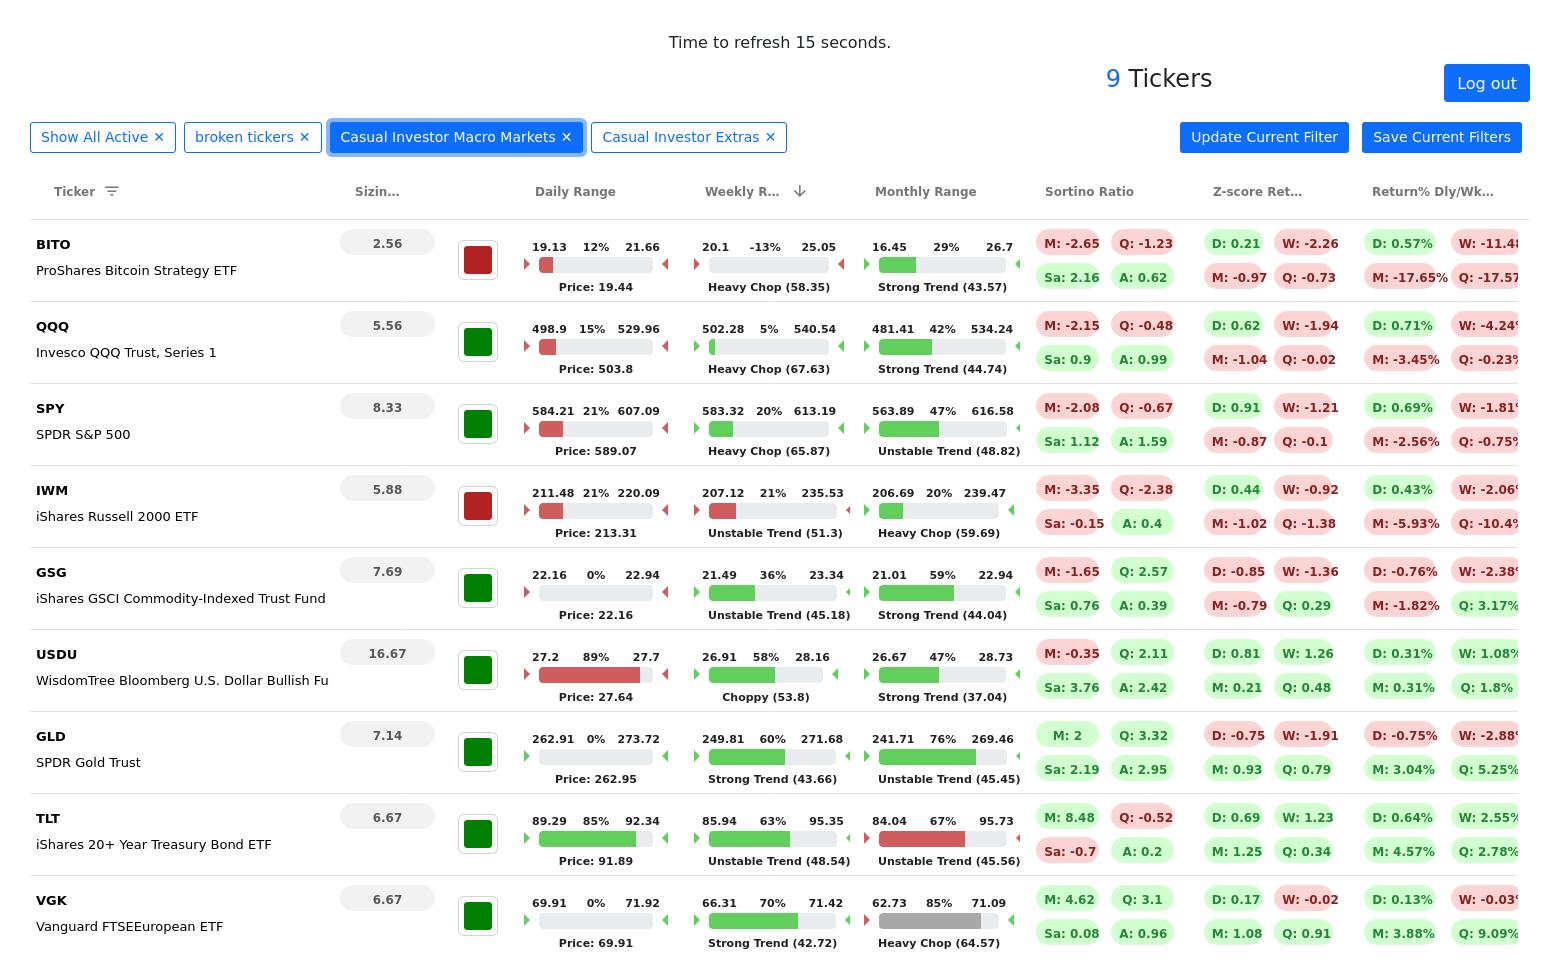 Time to refresh 15 seconds.
9 Tickers
Log out
Show All Active ✕ broken tickers ✕ Casual Investor Macro Markets ✕ Casual Investor Extras ✕ Update Current Filter Save Current Filters
Ticker Sizin… Daily Range Weekly R… Monthly Range Sortino Ratio Z-score Ret… Return% Dly/Wk…
BITO 2.56 19.13 12% 21.66 20.1 -13% 25.05 16.45 29% 26.7 M: -2.65 Q: -1.23 D: 0.21 W: -2.26 D: 0.57% W: -11.48
ProShares Bitcoin Strategy ETF Sa: 2.16 A: 0.62 M: -0.97 Q: -0.73 M: -17.65% Q: -17.57
Price: 19.44 Heavy Chop (58.35) Strong Trend (43.57)
QQQ 5.56 498.9 15% 529.96 502.28 5% 540.54 481.41 42% 534.24 M: -2.15 Q: -0.48 D: 0.62 W: -1.94 D: 0.71% W: -4.24%
Invesco QQQ Trust, Series 1 Sa: 0.9 A: 0.99 M: -1.04 Q: -0.02 M: -3.45% Q: -0.23%
Price: 503.8 Heavy Chop (67.63) Strong Trend (44.74)
SPY 8.33 584.21 21% 607.09 583.32 20% 613.19 563.89 47% 616.58 M: -2.08 Q: -0.67 D: 0.91 W: -1.21 D: 0.69% W: -1.81%
SPDR S&P 500 Sa: 1.12 A: 1.59 M: -0.87 Q: -0.1 M: -2.56% Q: -0.75%
Price: 589.07 Heavy Chop (65.87) Unstable Trend (48.82)
IWM 5.88 211.48 21% 220.09 207.12 21% 235.53 206.69 20% 239.47 M: -3.35 Q: -2.38 D: 0.44 W: -0.92 D: 0.43% W: -2.06%
iShares Russell 2000 ETF Sa: -0.15 A: 0.4 M: -1.02 Q: -1.38 M: -5.93% Q: -10.4%
Price: 213.31 Unstable Trend (51.3) Heavy Chop (59.69)
GSG 7.69 22.16 0% 22.94 21.49 36% 23.34 21.01 59% 22.94 M: -1.65 Q: 2.57 D: -0.85 W: -1.36 D: -0.76% W: -2.38%
iShares GSCI Commodity-Indexed Trust Fund Sa: 0.76 A: 0.39 M: -0.79 Q: 0.29 M: -1.82% Q: 3.17%
Price: 22.16 Unstable Trend (45.18) Strong Trend (44.04)
USDU 16.67 27.2 89% 27.7 26.91 58% 28.16 26.67 47% 28.73 M: -0.35 Q: 2.11 D: 0.81 W: 1.26 D: 0.31% W: 1.08%
WisdomTree Bloomberg U.S. Dollar Bullish Fu Sa: 3.76 A: 2.42 M: 0.21 Q: 0.48 M: 0.31% Q: 1.8%
Price: 27.64 Choppy (53.8) Strong Trend (37.04)
GLD 7.14 262.91 0% 273.72 249.81 60% 271.68 241.71 76% 269.46 M: 2 Q: 3.32 D: -0.75 W: -1.91 D: -0.75% W: -2.88%
SPDR Gold Trust Sa: 2.19 A: 2.95 M: 0.93 Q: 0.79 M: 3.04% Q: 5.25%
Price: 262.95 Strong Trend (43.66) Unstable Trend (45.45)
TLT 6.67 89.29 85% 92.34 85.94 63% 95.35 84.04 67% 95.73 M: 8.48 Q: -0.52 D: 0.69 W: 1.23 D: 0.64% W: 2.55%
iShares 20+ Year Treasury Bond ETF Sa: -0.7 A: 0.2 M: 1.25 Q: 0.34 M: 4.57% Q: 2.78%
Price: 91.89 Unstable Trend (48.54) Unstable Trend (45.56)
VGK 6.67 69.91 0% 71.92 66.31 70% 71.42 62.73 85% 71.09 M: 4.62 Q: 3.1 D: 0.17 W: -0.02 D: 0.13% W: -0.03%
Vanguard FTSEEuropean ETF Sa: 0.08 A: 0.96 M: 1.08 Q: 0.91 M: 3.88% Q: 9.09%
Price: 69.91 Strong Trend (42.72) Heavy Chop (64.57)